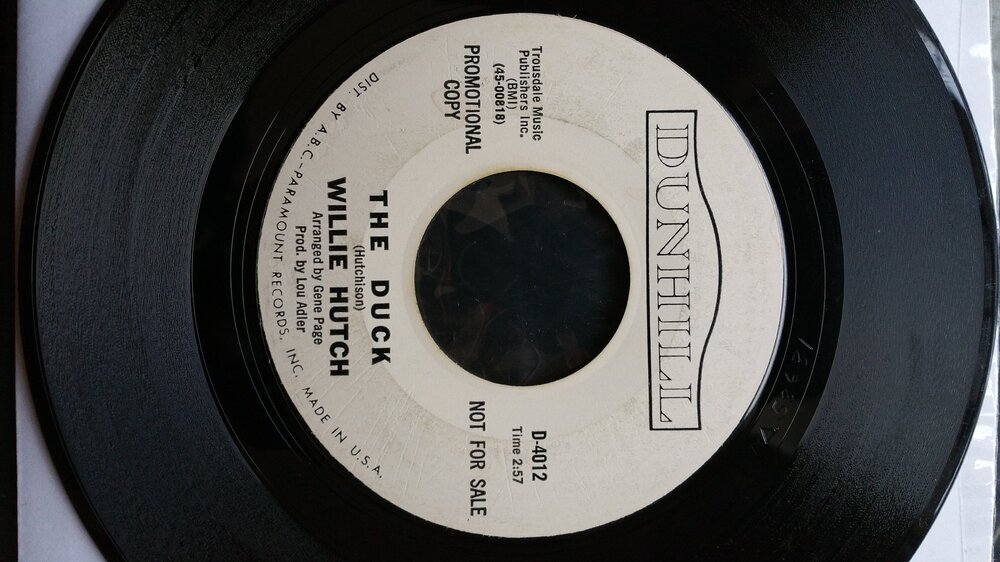 DUNHILL
Trousdale Music
Publishers Inc.
(BMI)
(45-00818)
PROMOTIONAL
COPY
D-4012
Time 2:57
NOT FOR SALE
THE DUCK
(Hutchison)
WILLIE HUTCH
Arranged by Gene Page
Prod. by Lou Adler
DIST. BY A.B.C.-PARAMOUNT RECORDS, INC. MADE IN U.S.A.